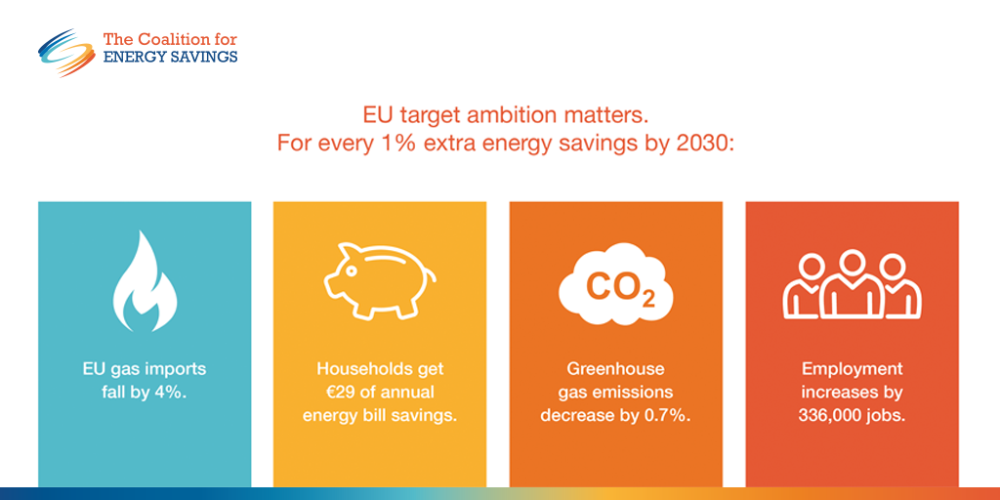 The Coalition for
ENERGY SAVINGS
EU target ambition matters.
For every 1% extra energy savings by 2030:
EU gas imports
fall by 4%.
Households get
€29 of annual
energy bill savings.
CO₂
Greenhouse
gas emissions
decrease by 0.7%.
Employment
increases by
336,000 jobs.